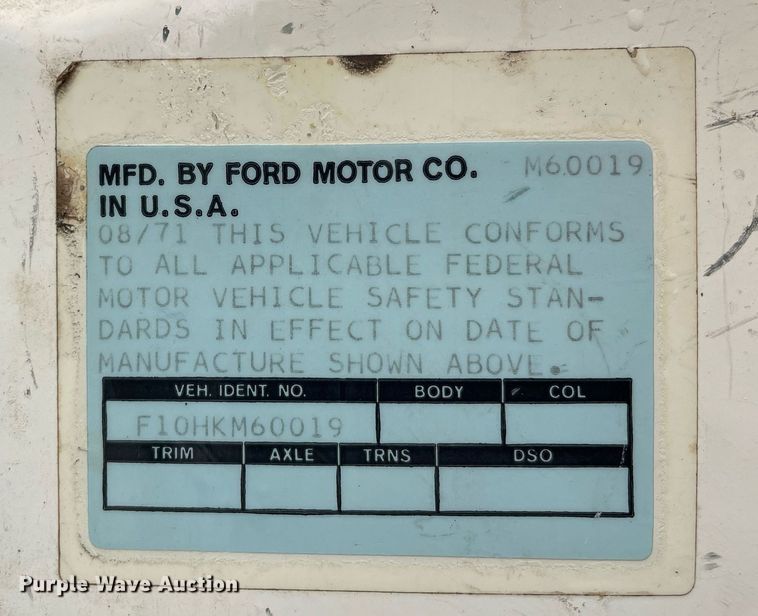 MFD. BY FORD MOTOR CO. M60019
IN U.S.A.
08/71 THIS VEHICLE CONFORMS
TO ALL APPLICABLE FEDERAL
MOTOR VEHICLE SAFETY STAN-
DARDS IN EFFECT ON DATE OF
MANUFACTURE SHOWN ABOVE.
VEH. IDENT. NO. BODY COL
F10HKM60019
TRIM AXLE TRNS DSO
Purple Wave Auction